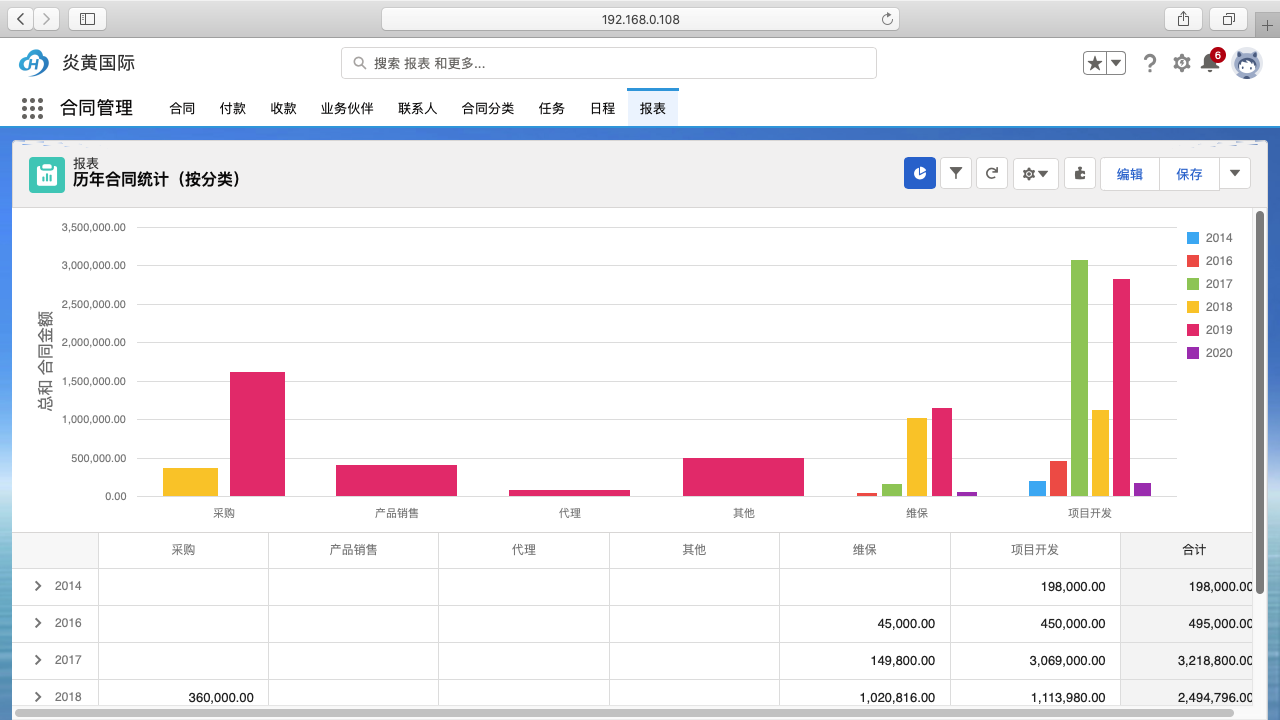 192.168.0.108
炎黄国际
搜索 报表 和更多...
6
合同管理
合同 付款 收款 业务伙伴 联系人 合同分类 任务 日程 报表
报表
历年合同统计（按分类）
编辑 保存
总和 合同金额
3,500,000.00
3,000,000.00
2,500,000.00
2,000,000.00
1,500,000.00
1,000,000.00
500,000.00
0.00
采购 产品销售 代理 其他 维保 项目开发
2014
2016
2017
2018
2019
2020
采购 产品销售 代理 其他 维保 项目开发 合计
2014 198,000.00 198,000.00
2016 45,000.00 450,000.00 495,000.00
2017 149,800.00 3,069,000.00 3,218,800.00
2018 360,000.00 1,020,816.00 1,113,980.00 2,494,796.00